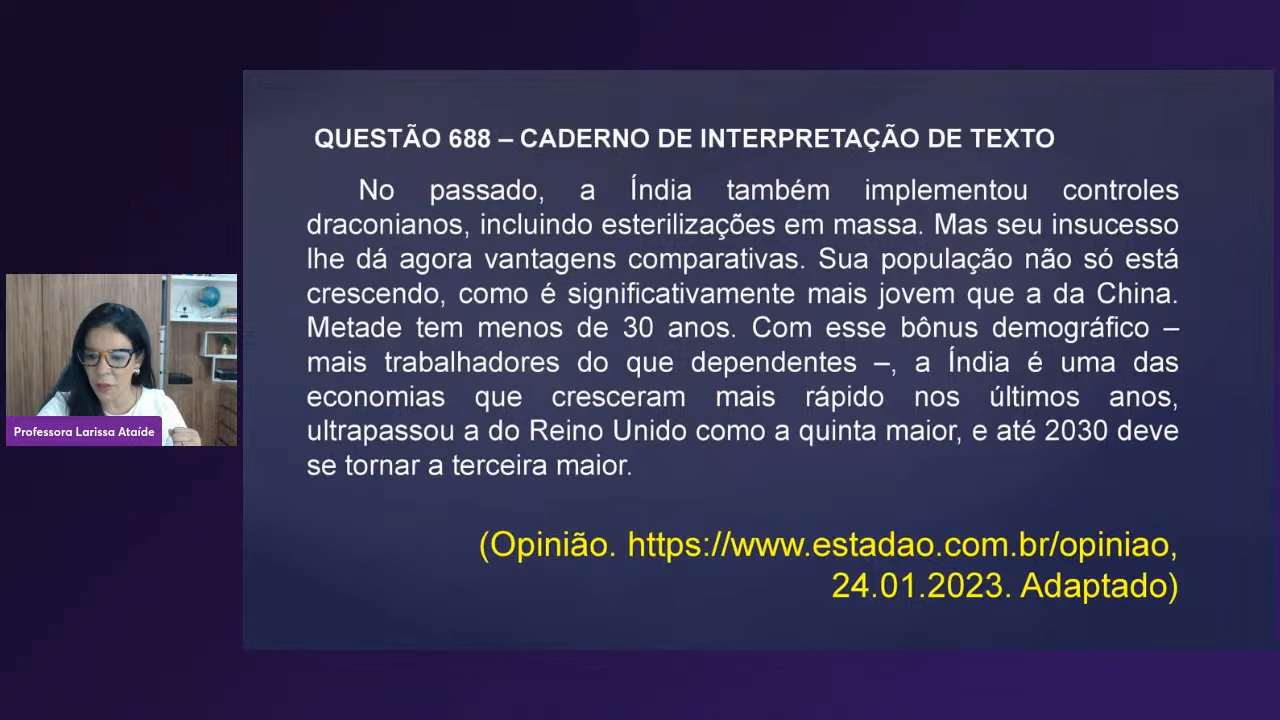 QUESTÃO 688 – CADERNO DE INTERPRETAÇÃO DE TEXTO
No passado, a Índia também implementou controles
draconianos, incluindo esterilizações em massa. Mas seu insucesso
lhe dá agora vantagens comparativas. Sua população não só está
crescendo, como é significativamente mais jovem que a da China.
Metade tem menos de 30 anos. Com esse bônus demográfico –
mais trabalhadores do que dependentes –, a Índia é uma das
economias que cresceram mais rápido nos últimos anos,
ultrapassou a do Reino Unido como a quinta maior, e até 2030 deve
se tornar a terceira maior.
(Opinião. https://www.estadao.com.br/opiniao,
24.01.2023. Adaptado)
Professora Larissa Ataíde